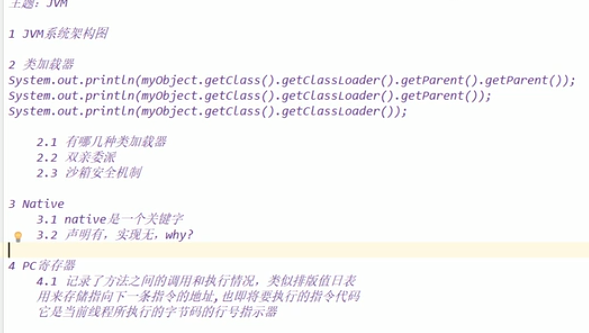 主题：JVM
1 JVM系统架构图
2 类加载器
System.out.println(myObject.getClass().getClassLoader().getParent().getParent());
System.out.println(myObject.getClass().getClassLoader().getParent());
System.out.println(myObject.getClass().getClassLoader());
2.1 有哪几种类加载器
2.2 双亲委派
2.3 沙箱安全机制
3 Native
3.1 native是一个关键字
3.2 声明有，实现无，why?
4 PC寄存器
4.1 记录了方法之间的调用和执行情况，类似排版值日表
用来存储指向下一条指令的地址,也即将要执行的指令代码
它是当前线程所执行的字节码的行号指示器